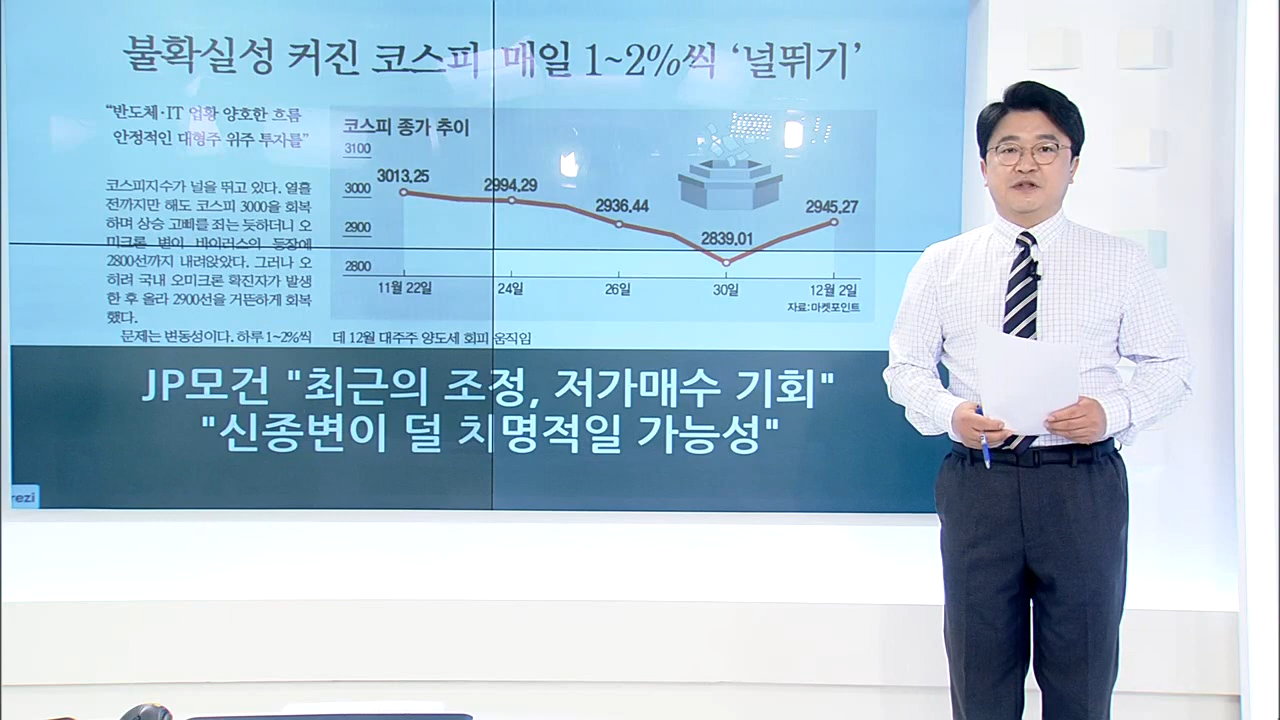 불확실성 커진 코스피 매일 1~2%씩 ‘널뛰기’
“반도체·IT 업황 양호한 흐름
안정적인 대형주 위주 투자를”
코스피지수가 널을 뛰고 있다. 열흘
전까지만 해도 코스피 3000을 회복
하며 상승 고삐를 죄는 듯하더니 오
미크론 변이 바이러스의 등장에
2800선까지 내려앉았다. 그러나 오
히려 국내 오미크론 확진자가 발생
한 후 올라 2900선을 거뜬하게 회복
했다.
문제는 변동성이다. 하루 1~2%씩
코스피 종가 추이
3100
3000
2900
2800
3013.25
2994.29
2936.44
2839.01
2945.27
11월 22일
24일
26일
30일
12월 2일
자료:마켓포인트
데 12월 대주주 양도세 회피 움직임
JP모건 "최근의 조정, 저가매수 기회"
"신종변이 덜 치명적일 가능성"
rezi